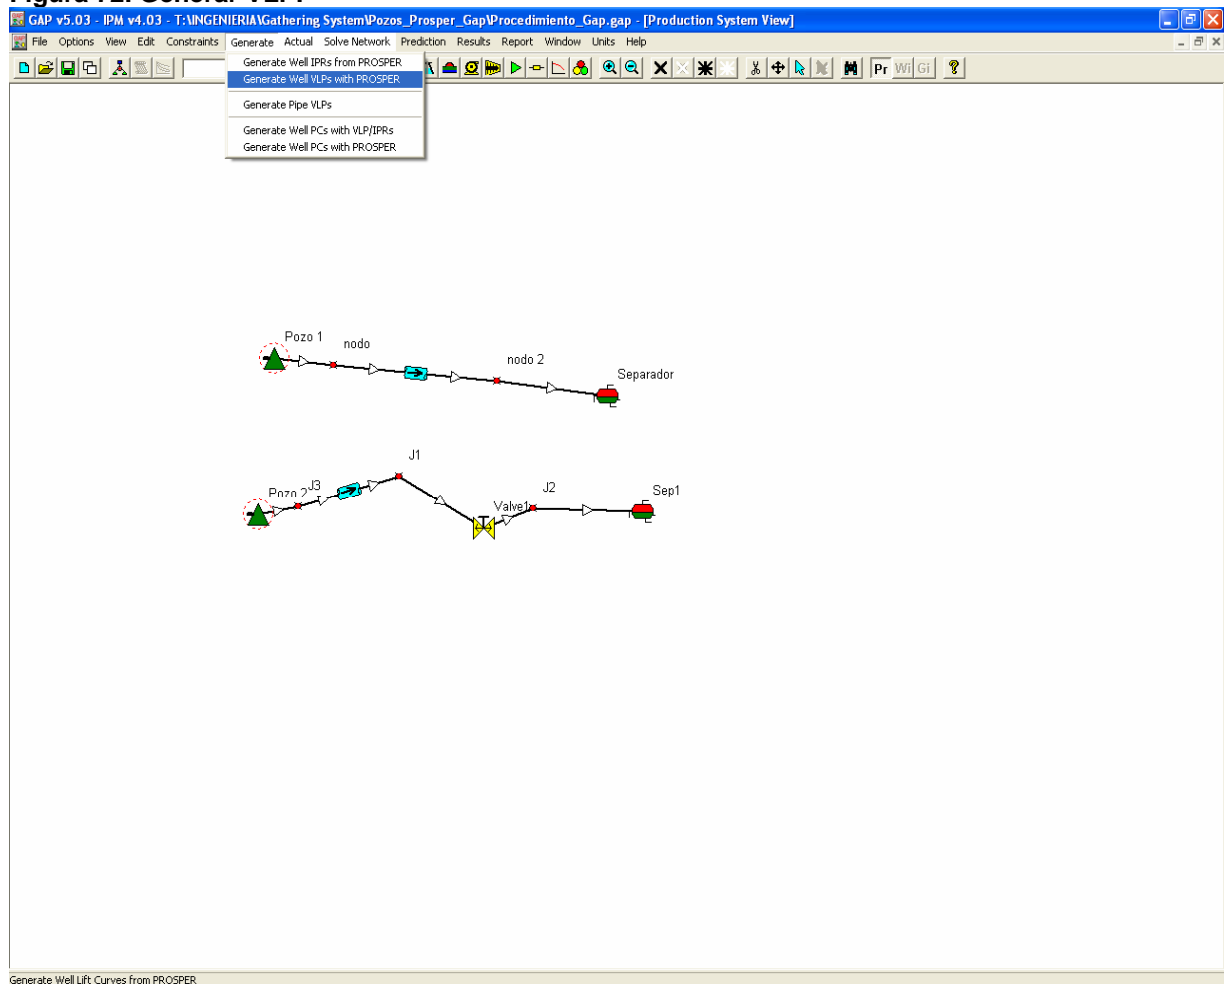 Figura 72. Generar VLP.
GAP v5.03 - IPM v4.03 - T:\INGENIERIA\Gathering System\Pozos_Prosper_Gap\Procedimiento_Gap.gap - [Production System View]
File Options View Edit Constraints Generate Actual Solve Network Prediction Results Report Window Units Help
Pr Wi Gi
Generate Well IPRs from PROSPER
Generate Well VLPs with PROSPER
Generate Pipe VLPs
Generate Well PCs with VLP/IPRs
Generate Well PCs with PROSPER
Pozo 1
nodo
nodo 2
Separador
J1
Pozo 2
J3
Valve1
J2
Sep1
Generate Well Lift Curves from PROSPER